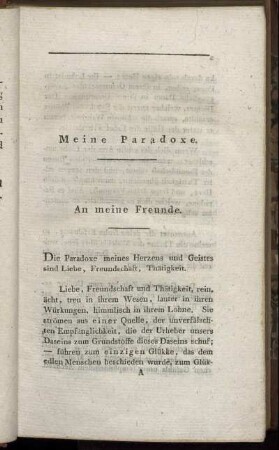 Meine Paradoxe.
An meine Freunde.
Die Paradoxe meines Herzens und Geistes
sind Liebe, Freundschaft, Thätigkeit.
Liebe, Freundschaft und Thätigkeit, rein,
ächt, treu in ihrem Wesen, lauter in ihren
Würkungen, himmlisch in ihrem Lohne. Sie
strömen aus einer Quelle, der unverfälsch-
ten Empfänglichkeit, die der Urheber unsers
Daseins zum Grundstoffe dieses Daseins schuf;
— führen zum einzigen Glükke, das dem
edlen Menschen beschieden wurde, zum Glük-
A